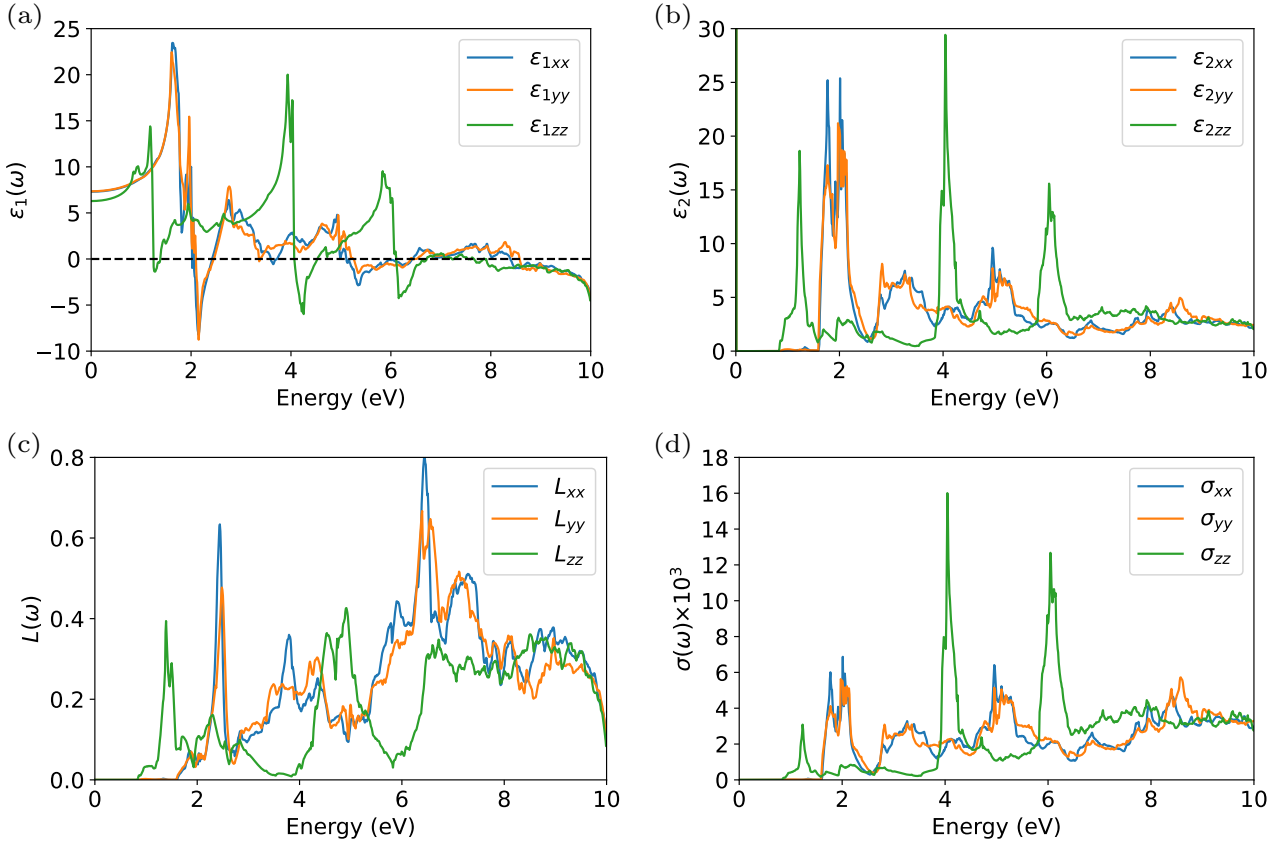 (a)
25
20
15
10
5
0
−5
−10
ε₁(ω)
0 2 4 6 8 10
Energy (eV)
ε₁ₓₓ
ε₁yy
ε₁zz
(b)
30
25
20
15
10
5
0
ε₂(ω)
0 2 4 6 8 10
Energy (eV)
ε₂ₓₓ
ε₂yy
ε₂zz
(c)
0.8
0.6
0.4
0.2
0.0
L(ω)
0 2 4 6 8 10
Energy (eV)
Lₓₓ
Lyy
Lzz
(d)
18
16
14
12
10
8
6
4
2
0
σ(ω)×10³
0 2 4 6 8 10
Energy (eV)
σₓₓ
σyy
σzz